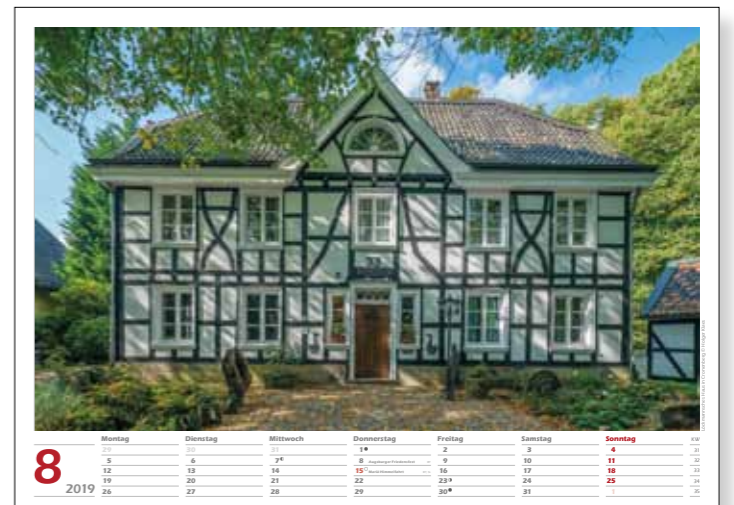 Montag Dienstag Mittwoch Donnerstag Freitag Samstag Sonntag KW
29 30 31 1 2 3 4 31
5 6 7 8 Augsburger Friedensfest 9 10 11 32
12 13 14 15 Mariä Himmelfahrt 16 17 18 33
19 20 21 22 23 24 25 34
26 27 28 29 30 31 1 35
8
2019